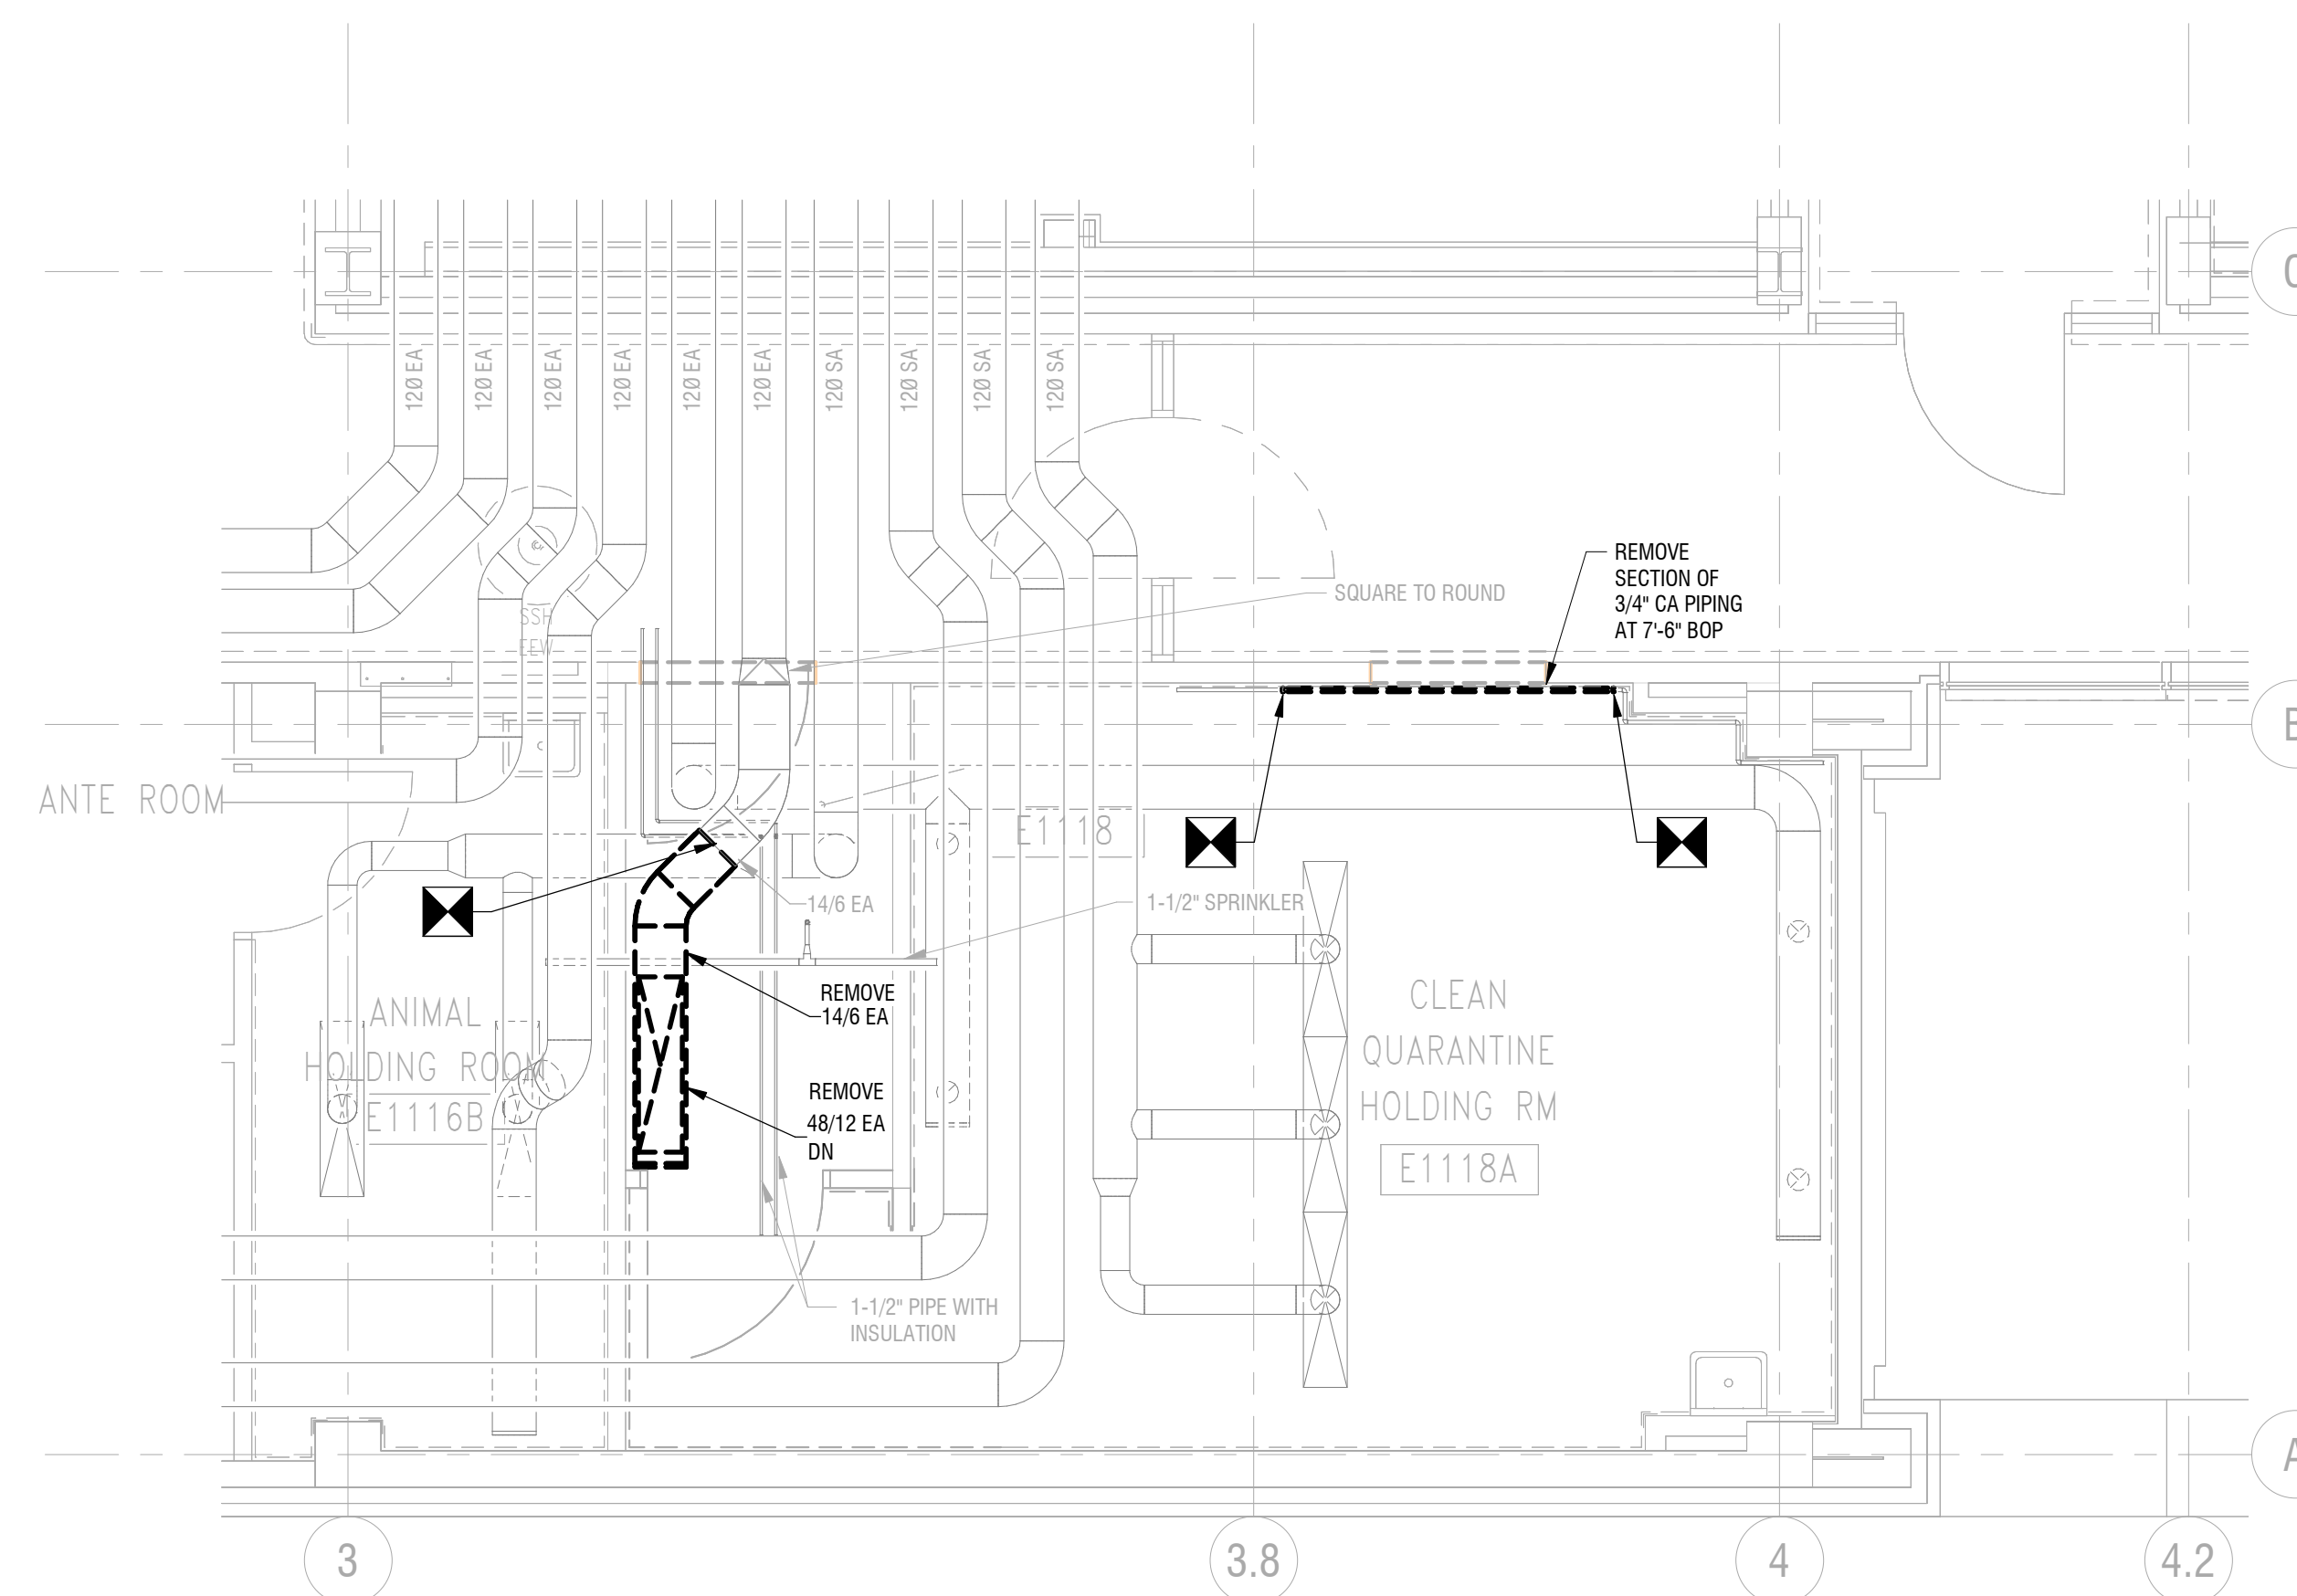 C
120 EA
120 EA
120 EA
120 EA
120 EA
120 EA
120 SA
120 SA
120 SA
120 SA
REMOVE
SECTION OF
3/4" CA PIPING
AT 7'-6" BOP
SQUARE TO ROUND
SSH
EEW
B
ANTE ROOM
E1118
14/6 EA
1-1/2" SPRINKLER
REMOVE
14/6 EA
CLEAN
QUARANTINE
HOLDING RM
E1118A
ANIMAL
HOLDING ROOM
E1116B
REMOVE
48/12 EA
DN
1-1/2" PIPE WITH
INSULATION
A
3
3.8
4
4.2